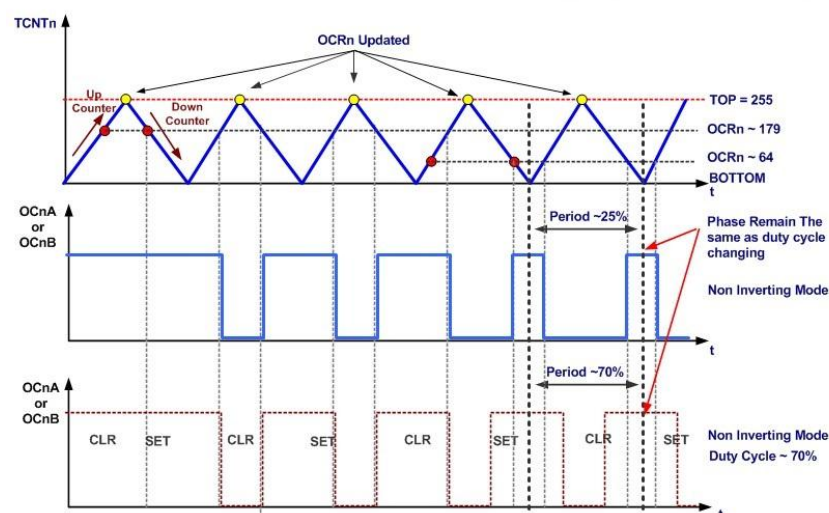 TCNTn
OCRn Updated
Up
Counter
Down
Counter
TOP = 255
OCRn ~ 179
OCRn ~ 64
BOTTOM
t
OCnA
or
OCnB
Period ~25%
Phase Remain The
same as duty cycle
changing
Non Inverting Mode
t
OCnA
or
OCnB
Period ~70%
CLR SET CLR SET CLR SET CLR SET
Non Inverting Mode
Duty Cycle ~ 70%